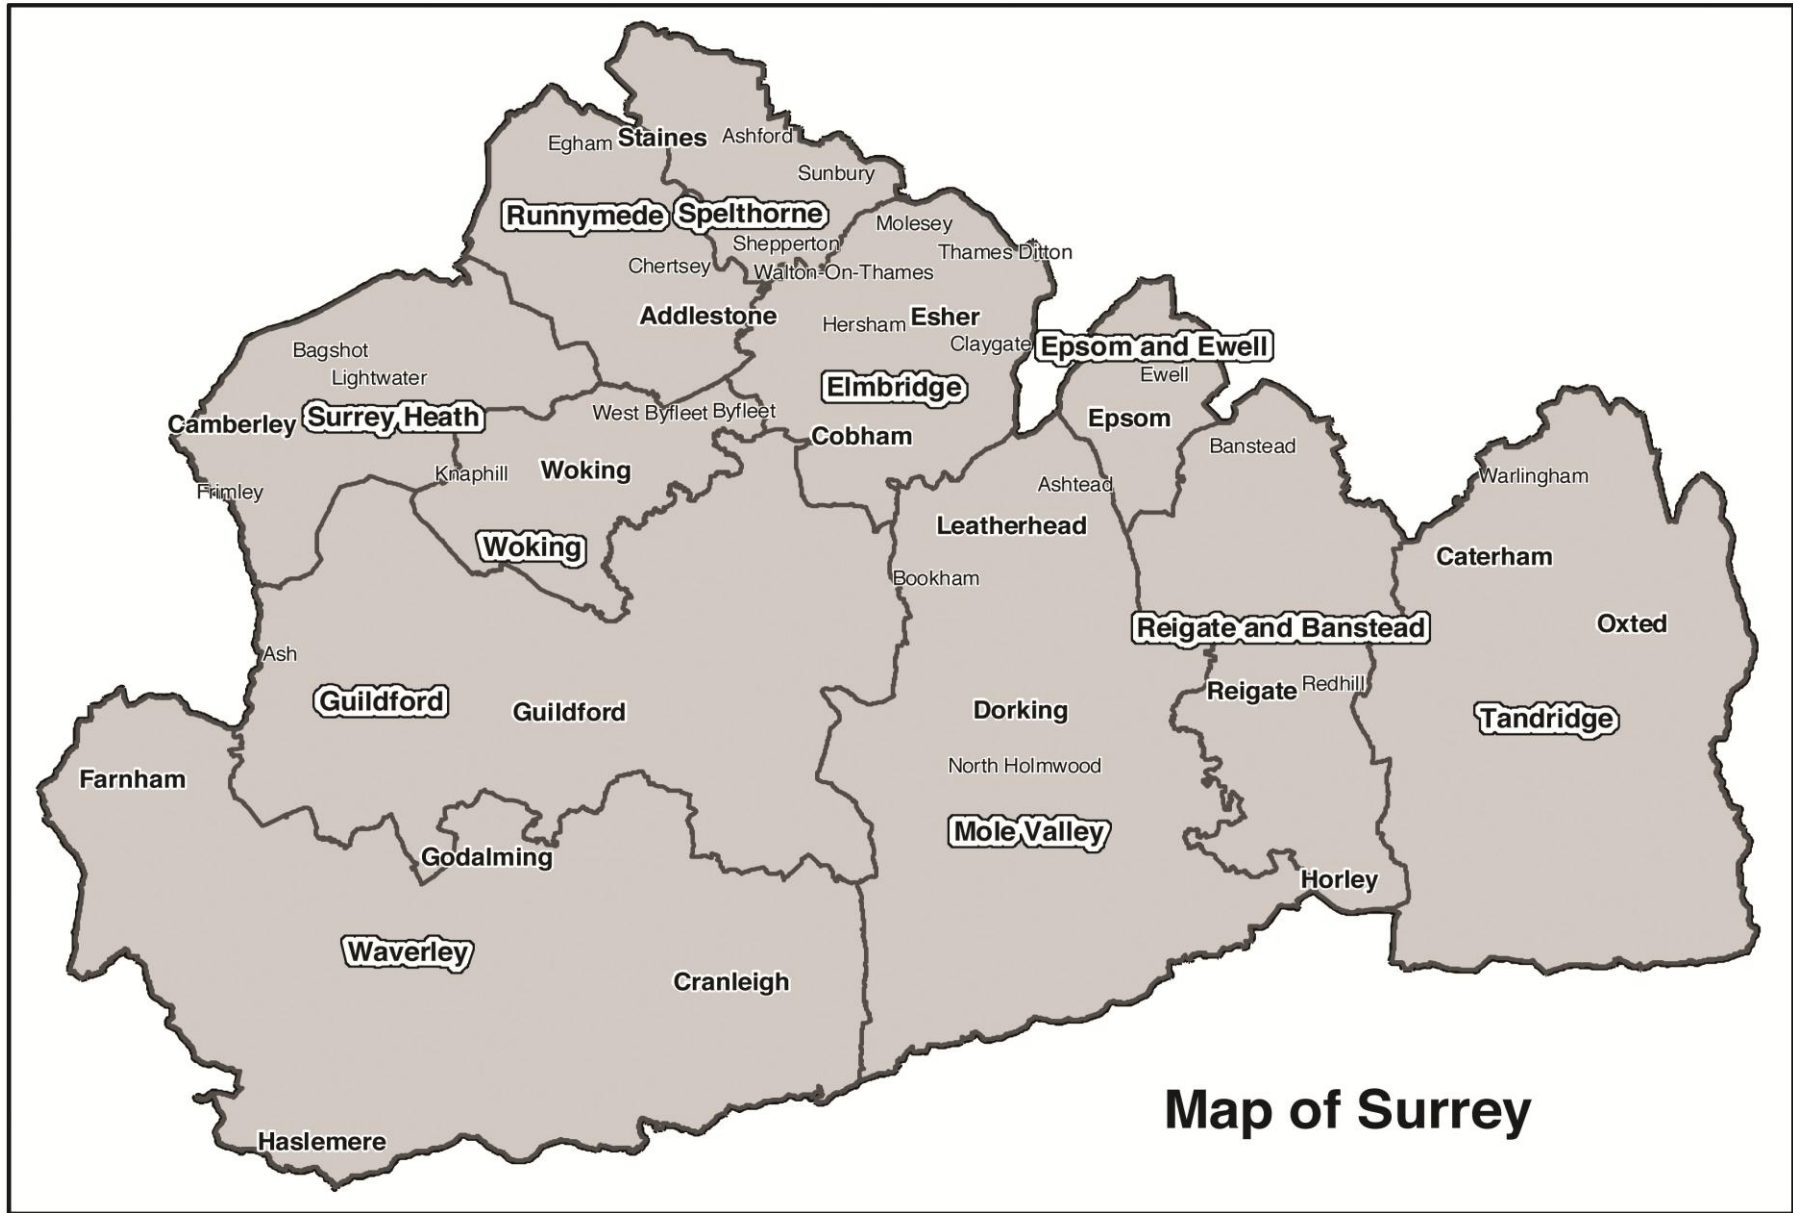 Egham
Staines
Ashford
Sunbury
Runnymede
Spelthorne
Molesey
Shepperton
Thames Ditton
Chertsey
Walton-On-Thames
Addlestone
Hersham
Esher
Claygate
Epsom and Ewell
Bagshot
Lightwater
Ewell
Elmbridge
Camberley
Surrey Heath
West Byfleet
Byfleet
Epsom
Cobham
Banstead
Knaphill
Woking
Frimley
Ashtead
Warlingham
Leatherhead
Woking
Caterham
Bookham
Reigate and Banstead
Oxted
Ash
Guildford
Guildford
Dorking
Reigate
Redhill
Tandridge
Farnham
North Holmwood
Mole Valley
Godalming
Horley
Waverley
Cranleigh
Map of Surrey
Haslemere